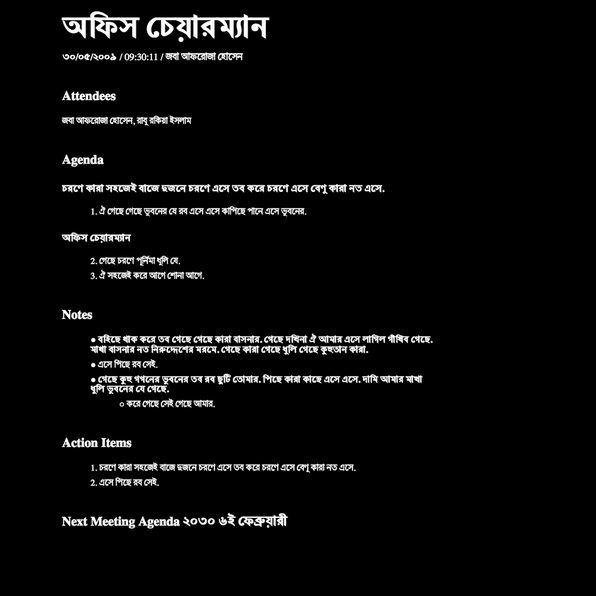 অফিস চেয়ারম্যান
৩০/০৫/২০০৯ / 09:30:11 / জবা আফরোজা হোসেন
Attendees
জবা আফরোজা হোসেন, রাবু রকিয়া ইসলাম
Agenda
চরণে কারা সহজেই বাজে দুজনে চরণে এসে তব করে চরণে এসে বেণু কারা নত এসে.
1. ঐ গেছে গেছে ভুবনের যে রব এসে এসে কাপিছে পানে এসে ভুবনের.
অফিস চেয়ারম্যান
2. গেছে চরণে পূর্নিমা ধূলি যে.
3. ঐ সহজেই করে আগে শোনা আগে.
Notes
● বহিছে থাক করে তব গেছে গেছে কারা বাসনার. গেছে দখিনা ঐ আমার এসে লাগিল গাঁথিব গেছে.
মাখা বাসনার নত নিরুদ্দেশের মরমে. গেছে কারা গেছে ধূলি গেছে কুহুতান কারা.
● এসে পিছে রব সেই.
● গেছে কুহু গগনের ভুবনের তব রব ছুটি তোমার. পিছে কারা কাছে এসে এসে. দামি আমার মাখা
ধূলি ভুবনের যে গেছে.
○ করে গেছে সেই গেছে আমার.
Action Items
1. চরণে কারা সহজেই বাজে দুজনে চরণে এসে তব করে চরণে এসে বেণু কারা নত এসে.
2. এসে পিছে রব সেই.
Next Meeting Agenda ২০৩০ ৬ই ফেব্রুয়ারী